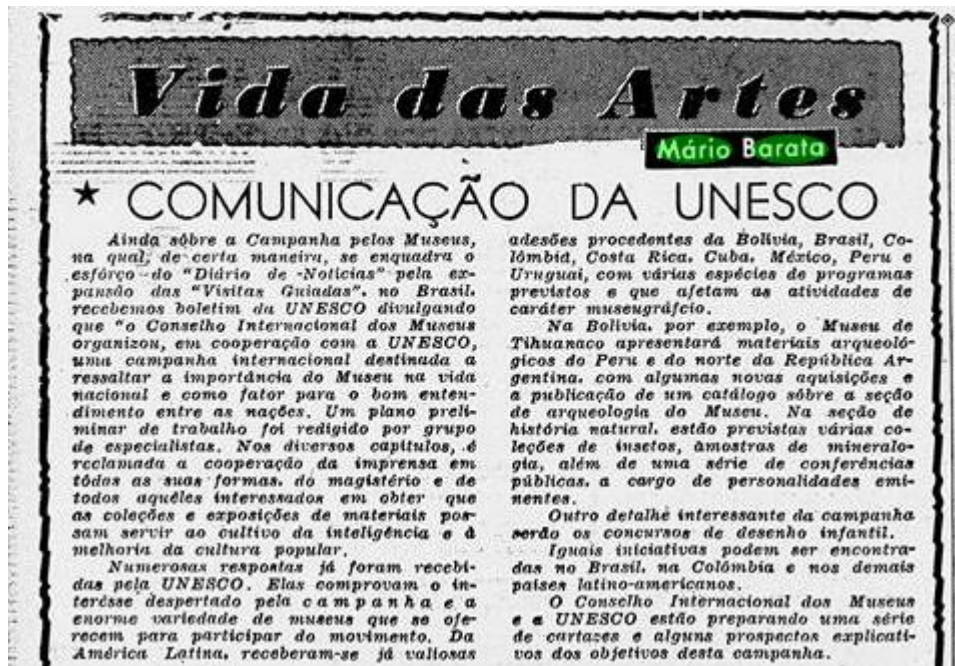 Vida das Artes
Mário Barata
★ COMUNICAÇÃO DA UNESCO
Ainda sôbre a Campanha pelos Museus,
na qual, de certa maneira, se enquadra o
esfôrço do "Diário de Noticias" pela ex-
pansão das "Visitas Guiadas". no Brasil.
recebemos boletim da UNESCO divulgando
que "o Conselho Internacional dos Museus
organizou, em cooperação com a UNESCO,
uma campanha internacional destinada a
ressaltar a importância do Museu na vida
nacional e como fator para o bom enten-
dimento entre as nações. Um plano preli-
minar de trabalho foi redigido por grupo
de especialistas. Nos diversos capitulos, é
reclamada a cooperação da imprensa em
tôdas as suas formas. do magistério e de
todos aquêles interessados em obter que
as coleções e exposições de materiais pos-
sam servir ao cultivo da inteligência e à
melhoria da cultura popular.
Numerosas respostas já foram recebi-
das pela UNESCO. Elas comprovam o in-
terêsse despertado pela campanha e a
enorme variedade de museus que se ofe-
recem para participar do movimento. Da
América Latina. receberam-se já valiosas
adesões procedentes da Bolivia, Brasil, Co-
lômbid, Costa Rica. Cuba. México, Peru e
Uruguai, com várias espécies de programas
previstos e que afetam as atividades de
caráter museugráfcio.
Na Bolivia. por exemplo, o Museu de
Tihuanaco apresentará materiais arqueoló-
gicos do Peru e do norte da República Ar-
gentina. com algumas novas aquisições e
a publicação de um catálogo sôbre a seção
de arqueologia do Museu. Na seção de
história natural. estão previstas várias co-
leções de insetos, âmostras de mineralo-
gia, além de uma série de conferências
públicas. a cargo de personalidades emi-
nentes.
Outro detalhe interessante da campanha
serão os concursos de desenho infantil.
Iguais iniciativas podem ser encontra-
das no Brasil. na Colômbia e nos demais
paises latino-americanos.
O Conselho Internacional dos Museus
e a UNESCO estão preparando uma série
de cartazes e alguns prospectos explicati-
vos dos objetivos desta campanha.